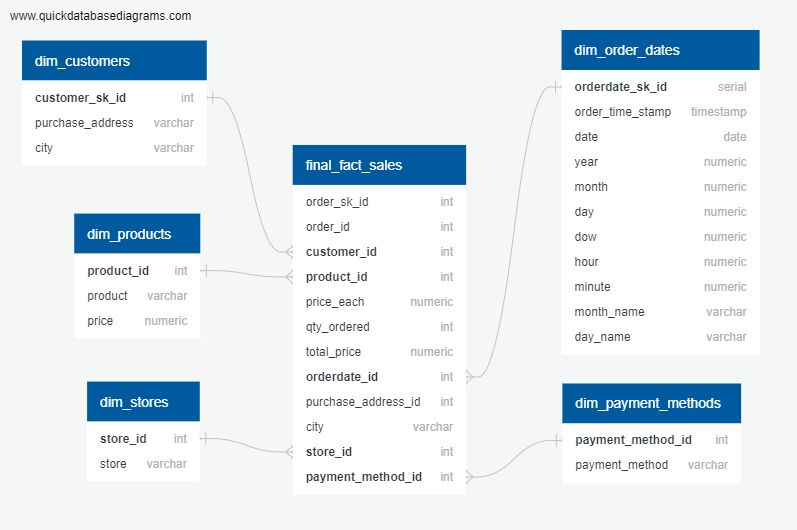 www.quickdatabasediagrams.com
dim_customers
customer_sk_id int
purchase_address varchar
city varchar
dim_products
product_id int
product varchar
price numeric
dim_stores
store_id int
store varchar
final_fact_sales
order_sk_id int
order_id int
customer_id int
product_id int
price_each numeric
qty_ordered int
total_price numeric
orderdate_id int
purchase_address_id int
city varchar
store_id int
payment_method_id int
dim_order_dates
orderdate_sk_id serial
order_time_stamp timestamp
date date
year numeric
month numeric
day numeric
dow numeric
hour numeric
minute numeric
month_name varchar
day_name varchar
dim_payment_methods
payment_method_id int
payment_method varchar